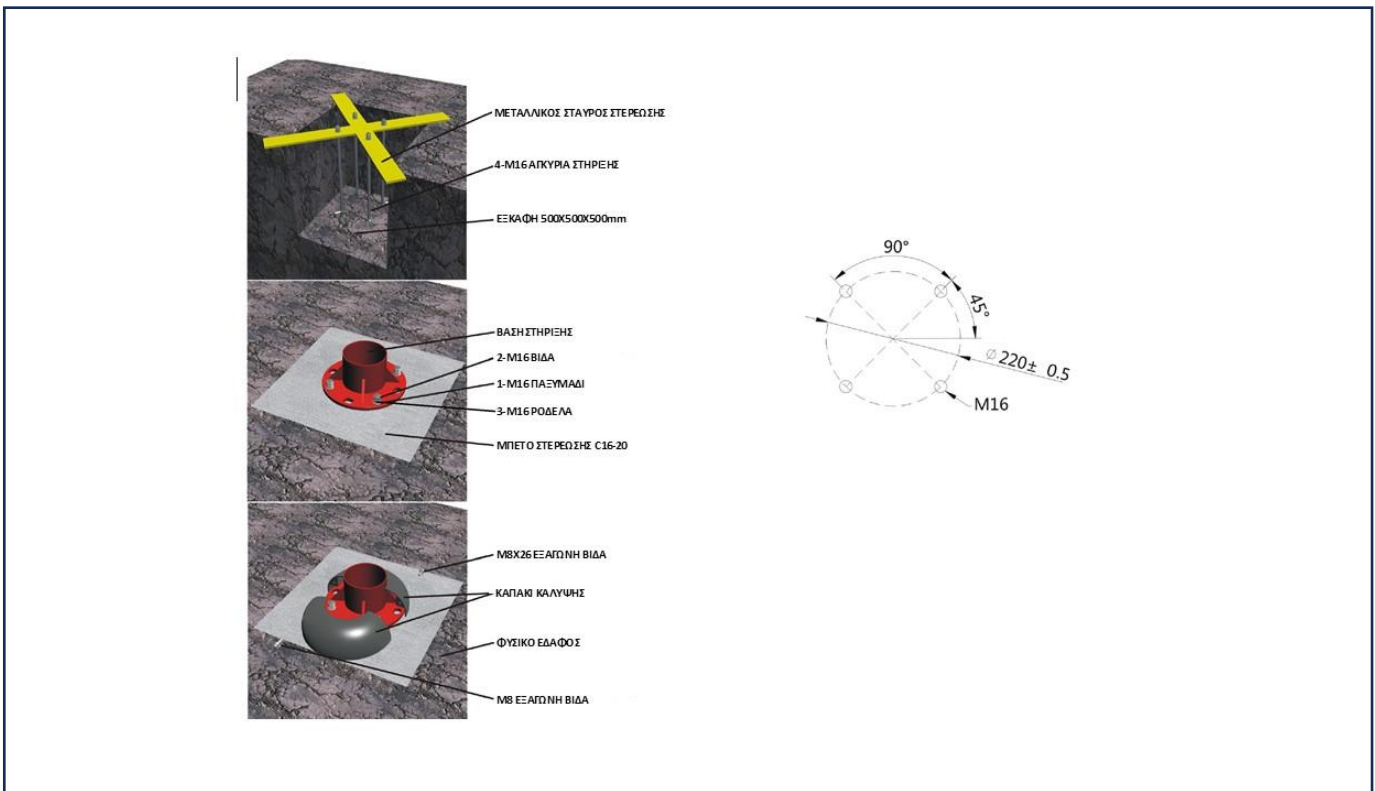 ΜΕΤΑΛΛΙΚΟΣ ΣΤΑΥΡΟΣ ΣΤΕΡΕΩΣΗΣ
4-M16 ΑΓΚΥΡΙΑ ΣΤΗΡΙΞΗΣ
ΕΞΚΑΦΗ 500X500X500mm
ΒΑΣΗ ΣΤΗΡΙΞΗΣ
2-M16 ΒΙΔΑ
1-M16 ΠΑΞΥΜΑΔΙ
3-M16 ΡΟΔΕΛΑ
ΜΠΕΤΟ ΣΤΕΡΕΩΣΗΣ C16-20
M8X26 ΕΞΑΓΩΝΗ ΒΙΔΑ
ΚΑΠΑΚΙ ΚΑΛΥΨΗΣ
ΦΥΣΙΚΟ ΕΔΑΦΟΣ
M8 ΕΞΑΓΩΝΗ ΒΙΔΑ
90°
45°
∅ 220± 0.5
M16